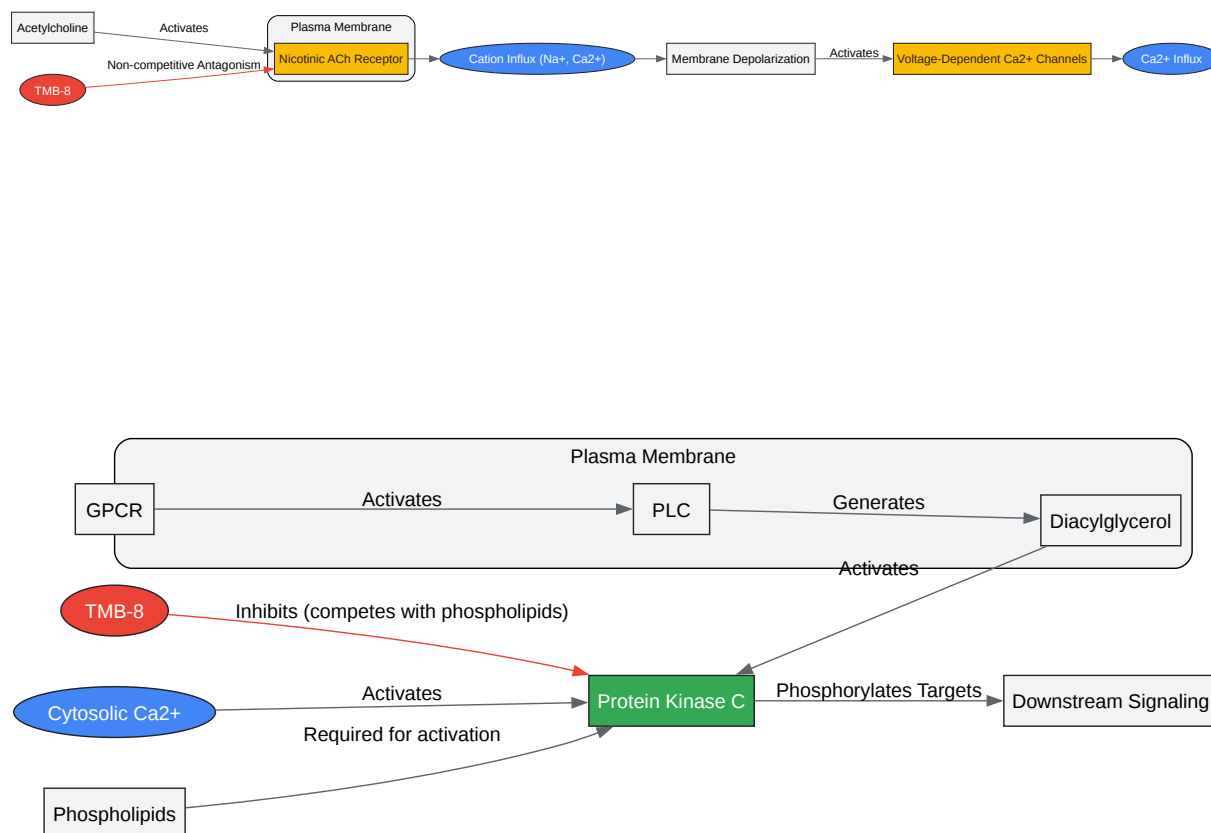 Acetylcholine
Activates
Plasma Membrane
Nicotinic ACh Receptor
Non-competitive Antagonism
TMB-8
Cation Influx (Na+, Ca2+)
Membrane Depolarization
Activates
Voltage-Dependent Ca2+ Channels
Ca2+ Influx
Plasma Membrane
GPCR
Activates
PLC
Generates
Diacylglycerol
Activates
TMB-8
Inhibits (competes with phospholipids)
Cytosolic Ca2+
Activates
Protein Kinase C
Phosphorylates Targets
Downstream Signaling
Required for activation
Phospholipids